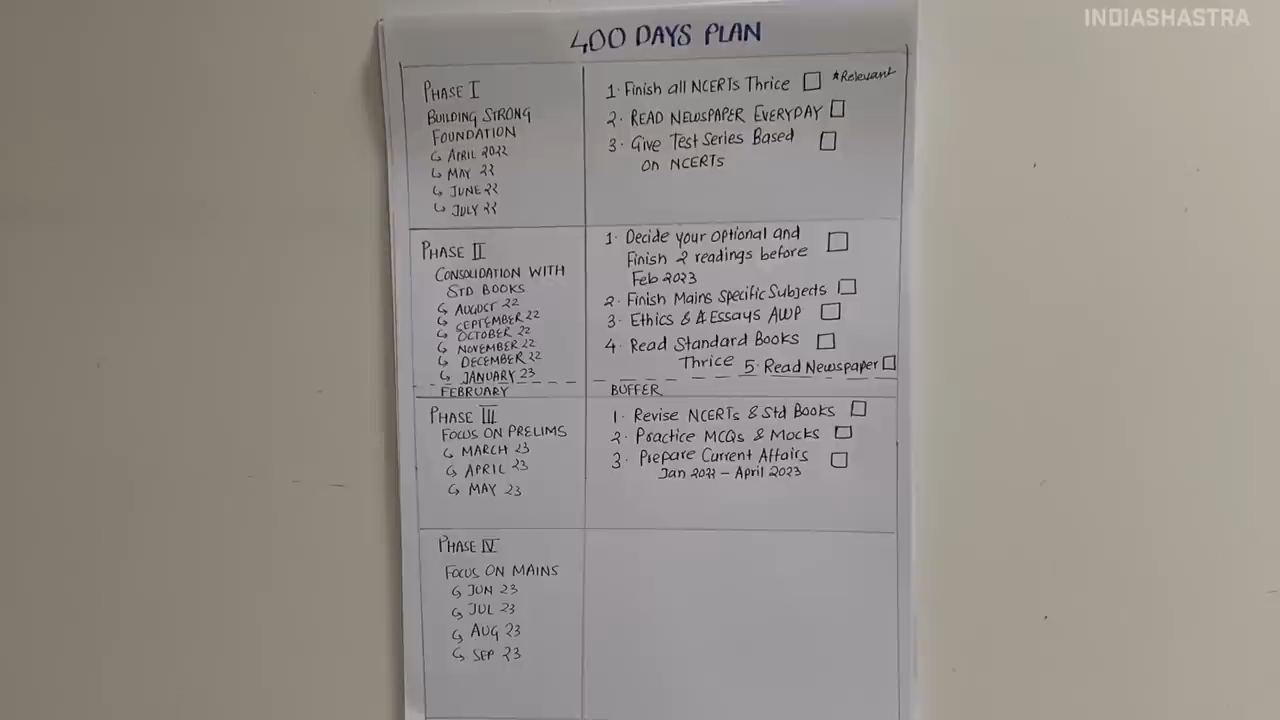 INDIASHASTRA
400 DAYS PLAN
PHASE I
BUILDING STRONG
FOUNDATION
↳ APRIL 2022
↳ MAY 22
↳ JUNE 22
↳ JULY 22
1. Finish all NCERTs Thrice *Relevant
2. READ NEWSPAPER EVERYDAY
3. Give Test Series Based
on NCERTs
PHASE II
CONSOLIDATION WITH
STD BOOKS
↳ AUGUST 22
↳ SEPTEMBER 22
↳ OCTOBER 22
↳ NOVEMBER 22
↳ DECEMBER 22
↳ JANUARY 23
1. Decide your optional and
Finish 2 readings before
Feb 2023
2. Finish Mains Specific Subjects
3. Ethics & Essays AWP
4. Read Standard Books
Thrice 5. Read Newspaper
FEBRUARY BUFFER
PHASE III
FOCUS ON PRELIMS
↳ MARCH 23
↳ APRIL 23
↳ MAY 23
1. Revise NCERTs & Std Books
2. Practice MCQs & Mocks
3. Prepare Current Affairs
Jan 2022 – April 2023
PHASE IV
FOCUS ON MAINS
↳ JUN 23
↳ JUL 23
↳ AUG 23
↳ SEP 23